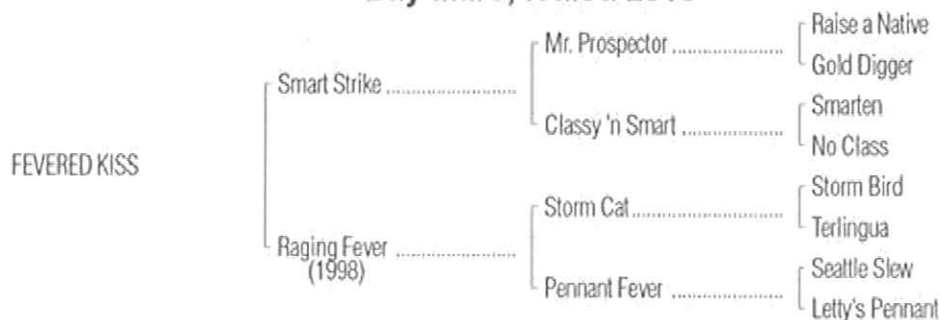 Mr. Prospector
Raise a Native
Gold Digger
Smart Strike
Classy 'n Smart
Smarten
No Class
FEVERED KISS
Storm Cat
Storm Bird
Terlingua
Raging Fever
(1998)
Pennant Fever
Seattle Slew
Letty's Pennant